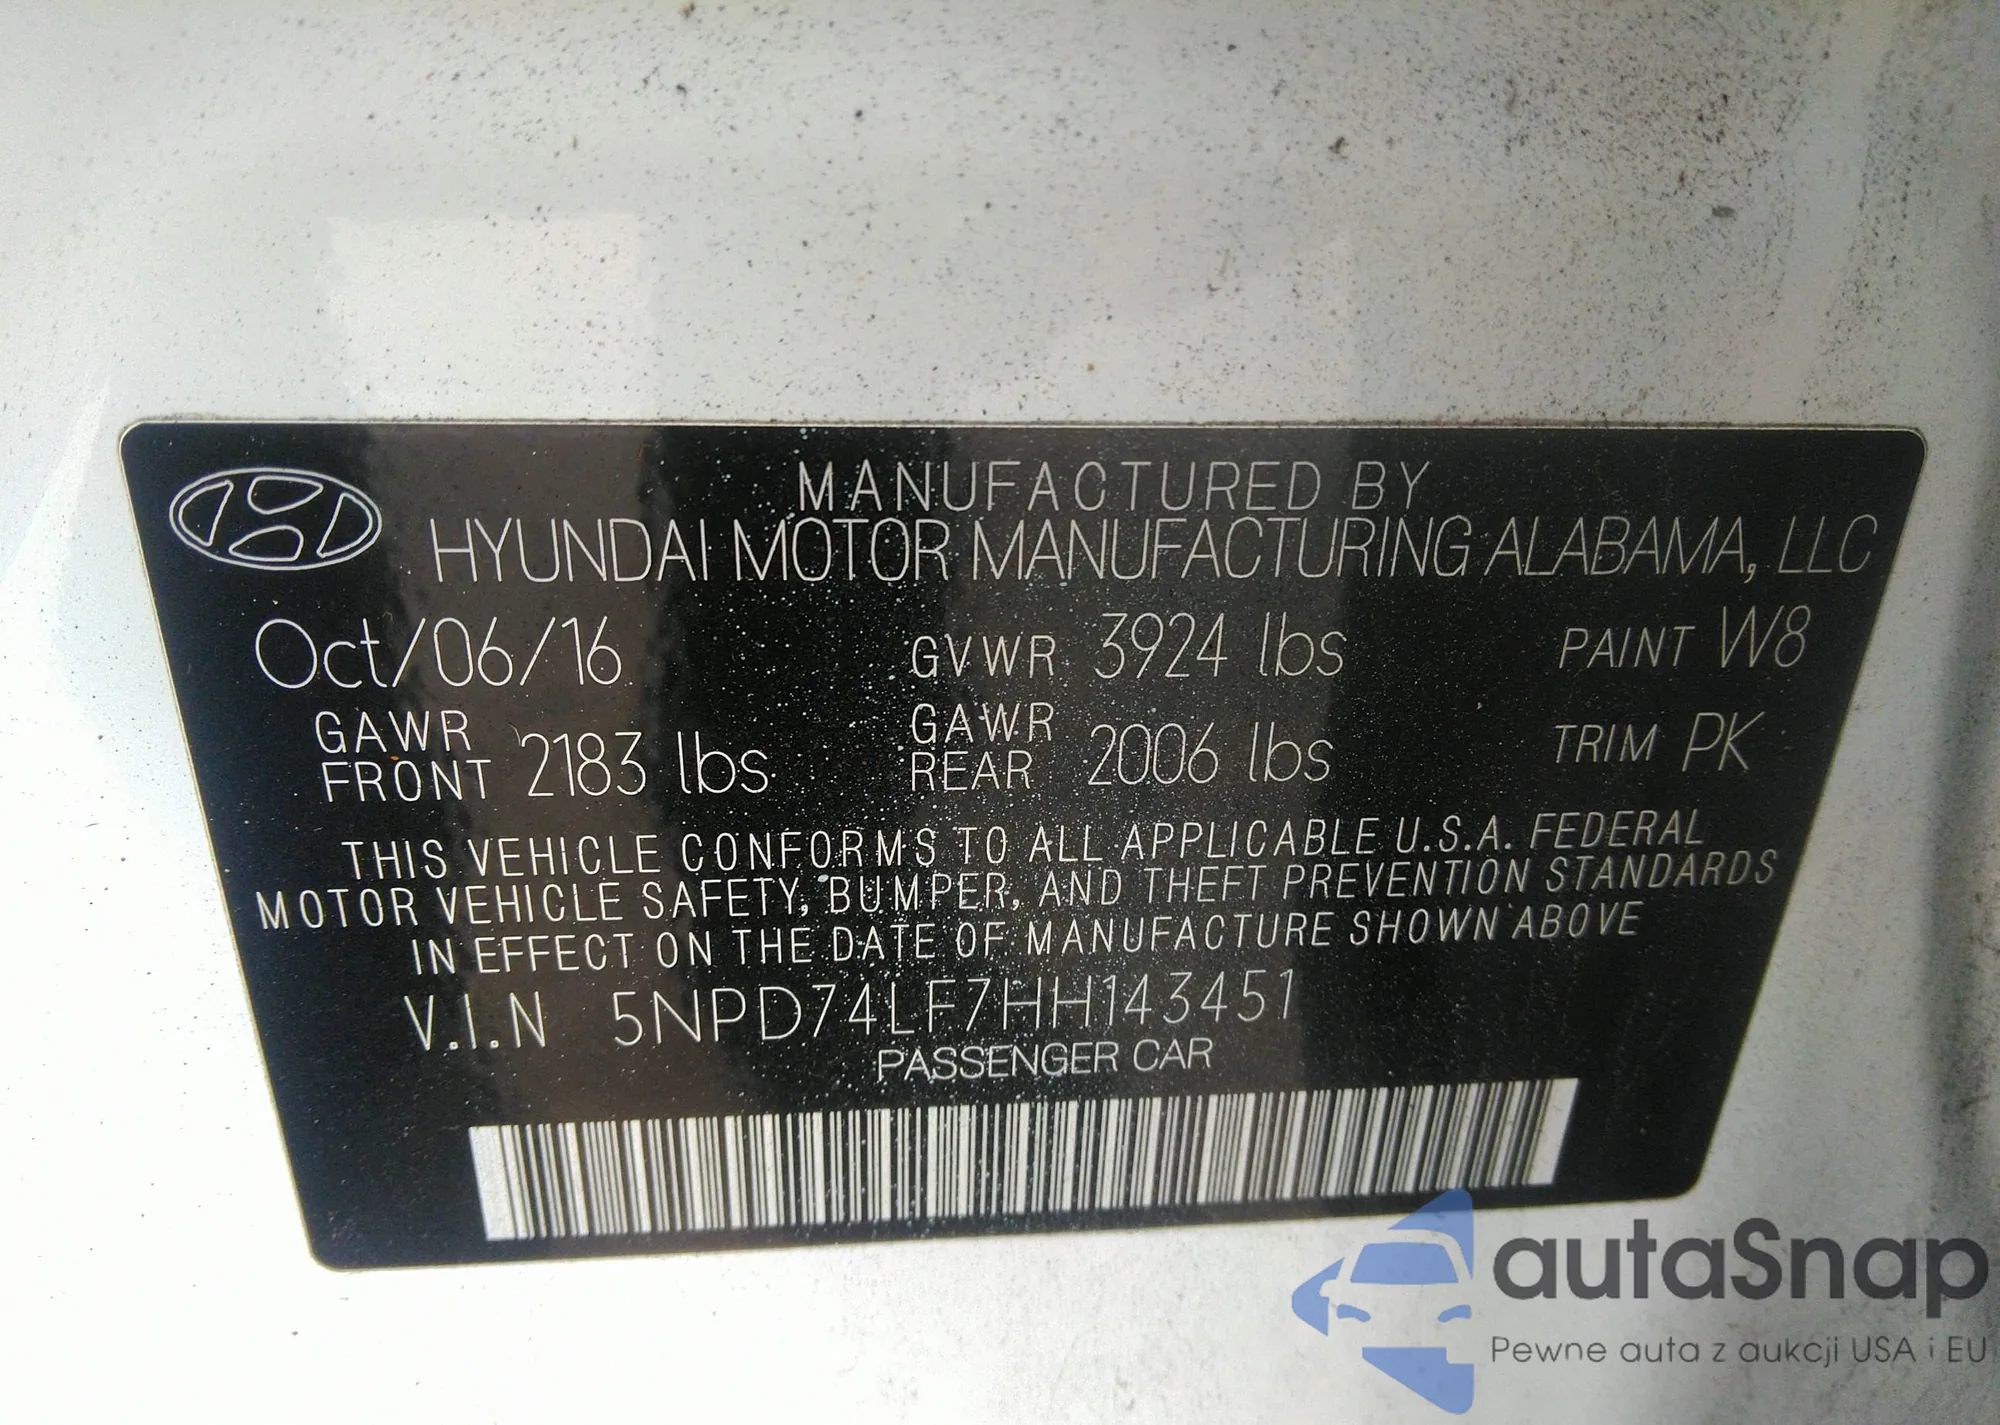 MANUFACTURED BY
HYUNDAI MOTOR MANUFACTURING ALABAMA, LLC
Oct/06/16 GVWR 3924 lbs PAINT W8
GAWR FRONT 2183 lbs GAWR REAR 2006 lbs TRIM PK
THIS VEHICLE CONFORMS TO ALL APPLICABLE U.S.A. FEDERAL
MOTOR VEHICLE SAFETY, BUMPER, AND THEFT PREVENTION STANDARDS
IN EFFECT ON THE DATE OF MANUFACTURE SHOWN ABOVE
V.I.N 5NPD74LF7HH143451
PASSENGER CAR
autaSnap
Pewne auta z aukcji USA i EU